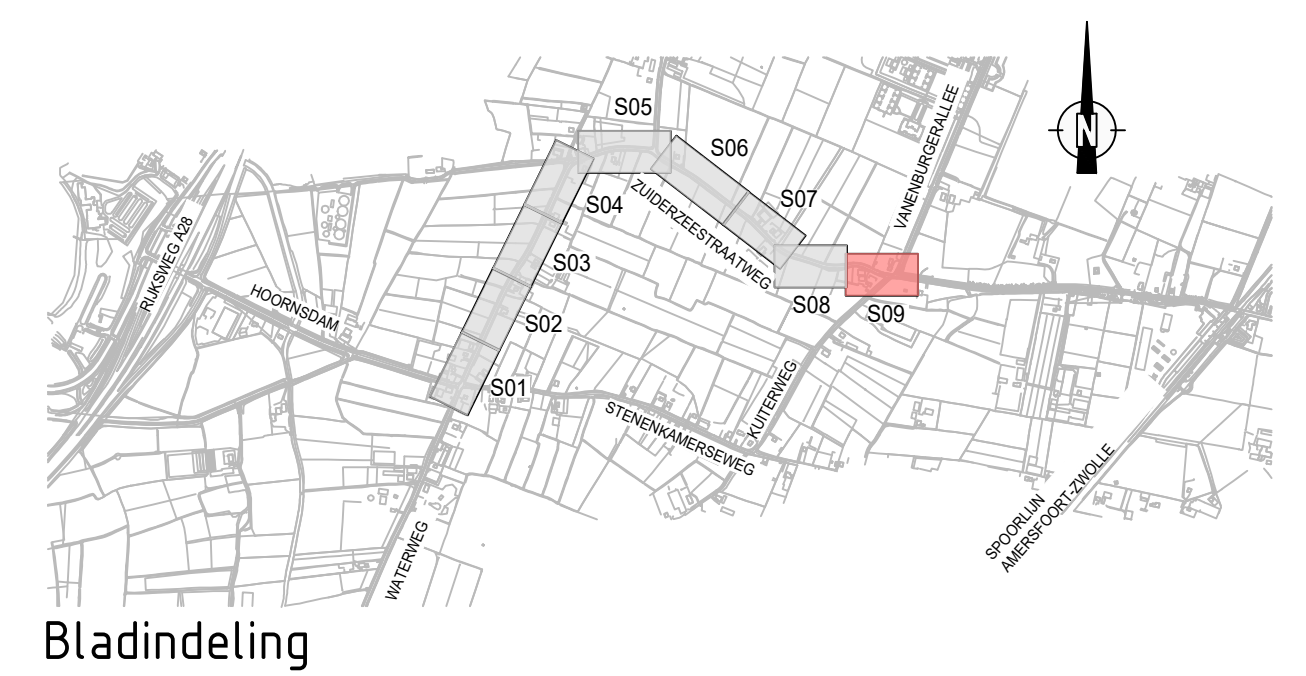 S05
S06
VANENBURGERALLEE
N
S07
ZUIDERZEESTRAATWEG
S04
RIJKSWEG A28
S03
HOORNSDAM
S08
S09
S02
S01
KUITERWEG
STENENKAMERSEWEG
SPOORLIJN
AMERSFOORT-ZWOLLE
WATERWEG
Bladindeling